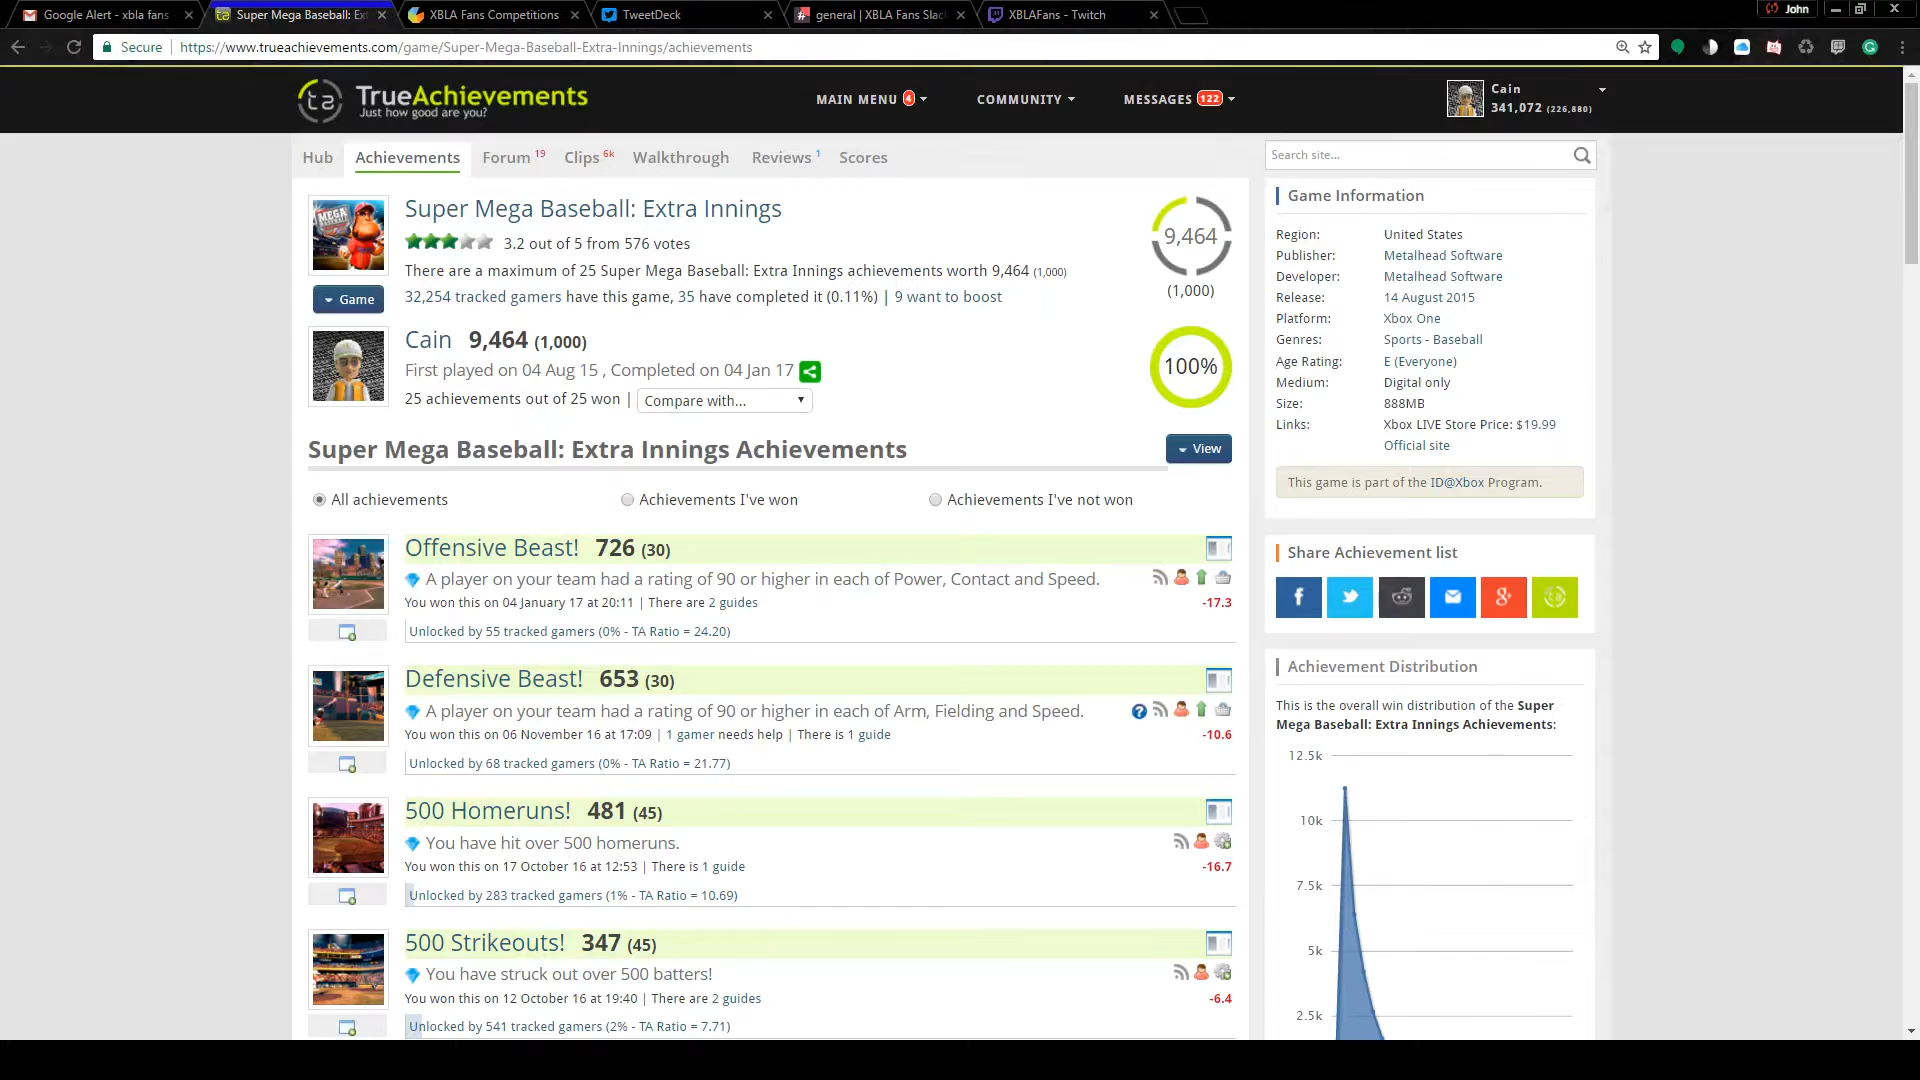 Google Alert - xbla fans
Super Mega Baseball: Ext
XBLA Fans Competitions
TweetDeck
general | XBLA Fans Slac
XBLAFans - Twitch
John
Secure
https://www.trueachievements.com/game/Super-Mega-Baseball-Extra-Innings/achievements
ta TrueAchievements
Just how good are you?
MAIN MENU 4
COMMUNITY
MESSAGES 122
Cain
341,072 (226,880)
Hub
Achievements
Forum 19
Clips 6k
Walkthrough
Reviews 1
Scores
Search site...
MEGA
Super Mega Baseball: Extra Innings
3.2 out of 5 from 576 votes
There are a maximum of 25 Super Mega Baseball: Extra Innings achievements worth 9,464 (1,000)
32,254 tracked gamers have this game, 35 have completed it (0.11%) | 9 want to boost
Game
9,464
(1,000)
Cain 9,464 (1,000)
First played on 04 Aug 15 , Completed on 04 Jan 17
25 achievements out of 25 won | Compare with...
100%
Super Mega Baseball: Extra Innings Achievements
View
All achievements
Achievements I've won
Achievements I've not won
Offensive Beast! 726 (30)
A player on your team had a rating of 90 or higher in each of Power, Contact and Speed.
You won this on 04 January 17 at 20:11 | There are 2 guides
-17.3
Unlocked by 55 tracked gamers (0% - TA Ratio = 24.20)
Defensive Beast! 653 (30)
A player on your team had a rating of 90 or higher in each of Arm, Fielding and Speed.
You won this on 06 November 16 at 17:09 | 1 gamer needs help | There is 1 guide
-10.6
Unlocked by 68 tracked gamers (0% - TA Ratio = 21.77)
500 Homeruns! 481 (45)
You have hit over 500 homeruns.
You won this on 17 October 16 at 12:53 | There is 1 guide
-16.7
Unlocked by 283 tracked gamers (1% - TA Ratio = 10.69)
500 Strikeouts! 347 (45)
You have struck out over 500 batters!
You won this on 12 October 16 at 19:40 | There are 2 guides
-6.4
Unlocked by 541 tracked gamers (2% - TA Ratio = 7.71)
Game Information
Region: United States
Publisher: Metalhead Software
Developer: Metalhead Software
Release: 14 August 2015
Platform: Xbox One
Genres: Sports - Baseball
Age Rating: E (Everyone)
Medium: Digital only
Size: 888MB
Links: Xbox LIVE Store Price: $19.99
Official site
This game is part of the ID@Xbox Program.
Share Achievement list
Achievement Distribution
This is the overall win distribution of the Super
Mega Baseball: Extra Innings Achievements:
12.5k
10k
7.5k
5k
2.5k